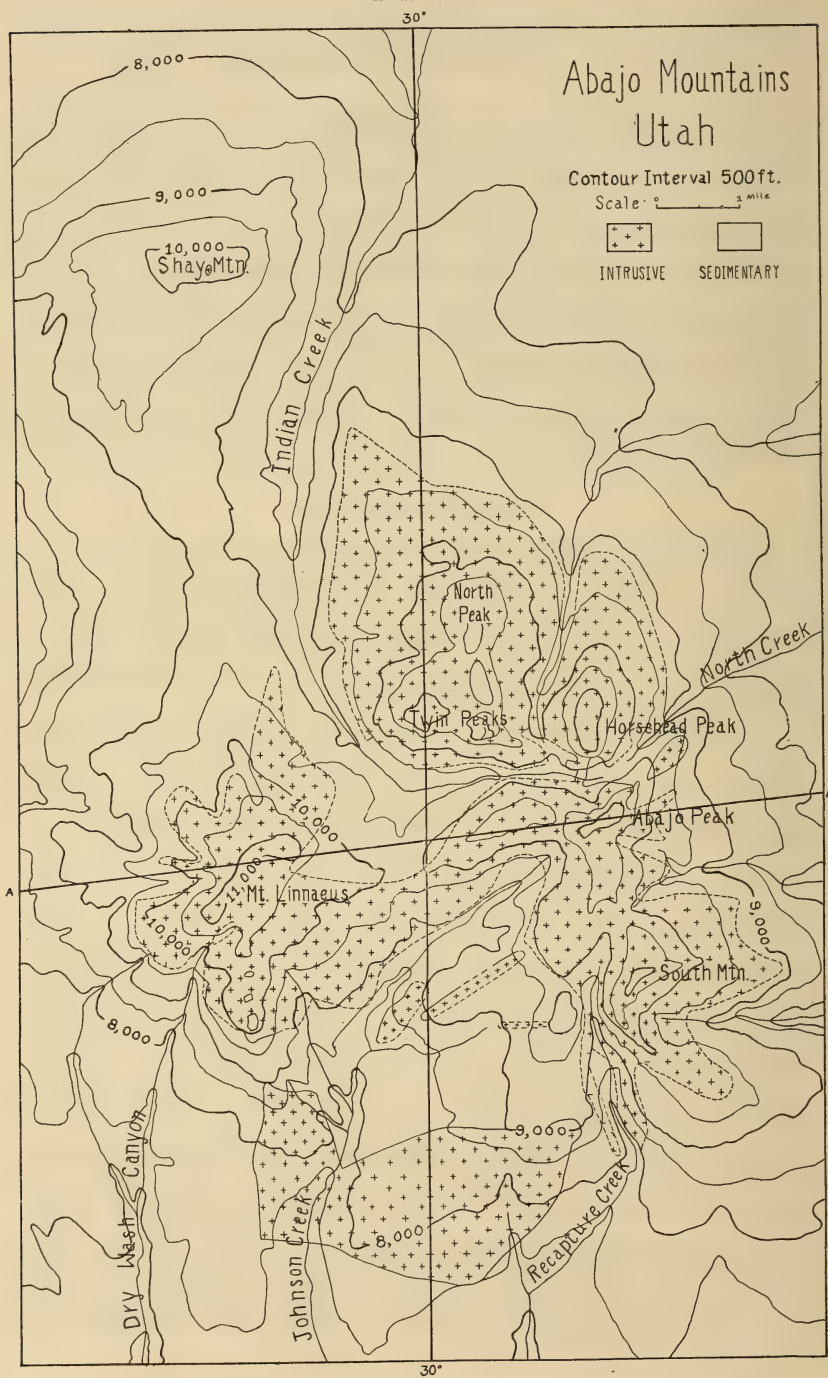 30°
Abajo Mountains
Utah
Contour Interval 500 ft.
Scale 0 1 Mile
INTRUSIVE SEDIMENTARY
8,000
9,000
10,000
Shay Mtn.
Indian Creek
North
Peak
North Creek
Twin Peaks
Horsehead Peak
10,000
Abajo Peak
A
11,000
Mt. Linnaeus
10,000
9,000
South Mtn.
8,000
9,000
Dry Wash Canyon
Johnson Creek
8,000
Recapture Creek
30°